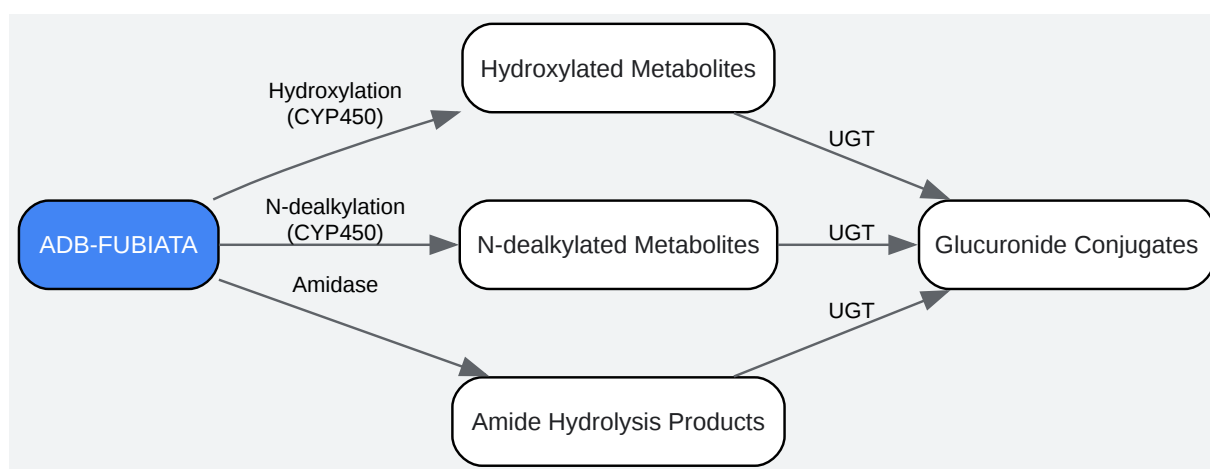 Hydroxylated Metabolites
Hydroxylation
(CYP450)
UGT
ADB-FUBIATA
N-dealkylation
(CYP450)
N-dealkylated Metabolites
UGT
Glucuronide Conjugates
Amidase
UGT
Amide Hydrolysis Products